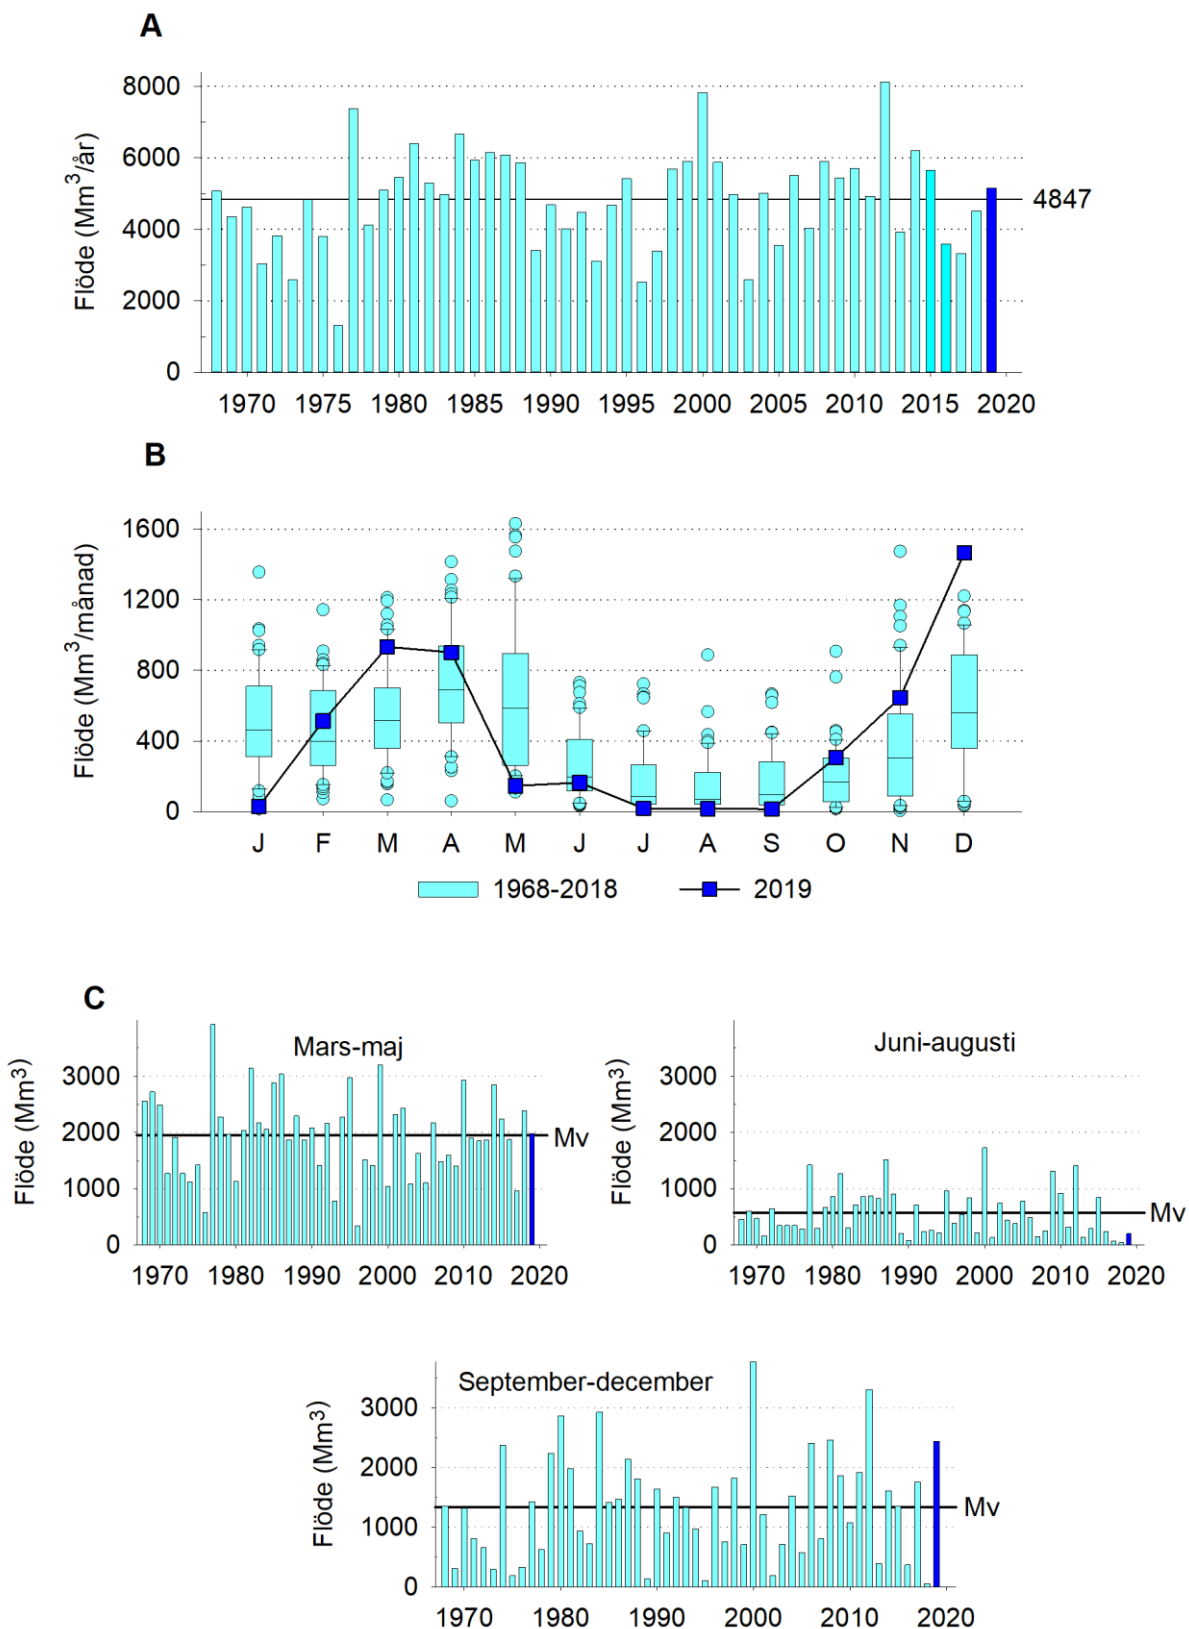 A
Flöde (Mm³/år)
8000
6000
4000
2000
0
4847
1970 1975 1980 1985 1990 1995 2000 2005 2010 2015 2020
B
Flöde (Mm³/månad)
1600
1200
800
400
0
J F M A M J J A S O N D
1968-2018 2019
C
Mars-maj
Flöde (Mm³)
3000
2000
1000
0
Mv
1970 1980 1990 2000 2010 2020
Juni-augusti
Flöde (Mm³)
3000
2000
1000
0
Mv
1970 1980 1990 2000 2010 2020
September-december
Flöde (Mm³)
3000
2000
1000
0
Mv
1970 1980 1990 2000 2010 2020